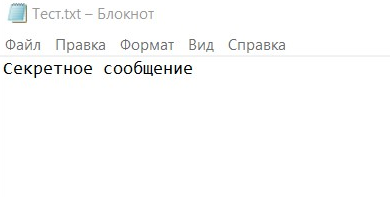 Тест.txt – Блокнот
Файл Правка Формат Вид Справка
Секретное сообщение